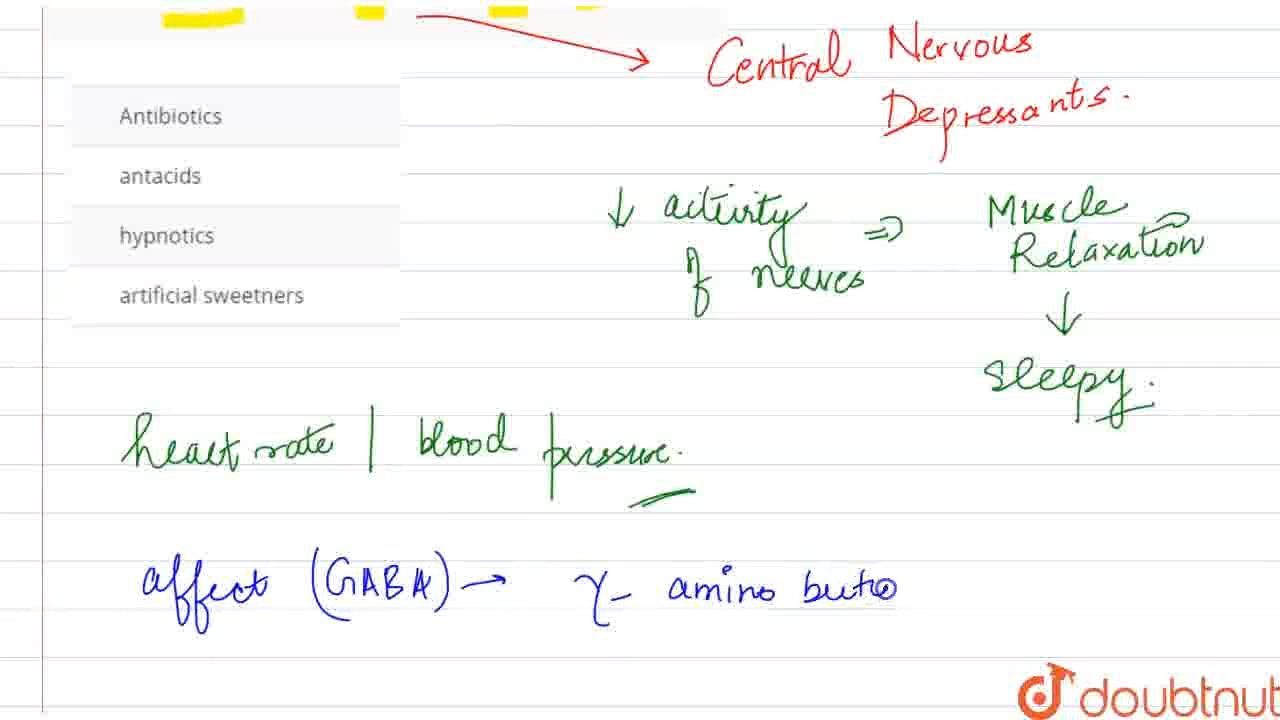 Central Nervous
Depressants.
Antibiotics
antacids
hypnotics
artificial sweetners
↓ activity of nerves ⇒ Muscle Relaxation
↓
Sleepy.
heart rate | blood pressure.
affect (GABA) → γ- amino butro
doubtnut